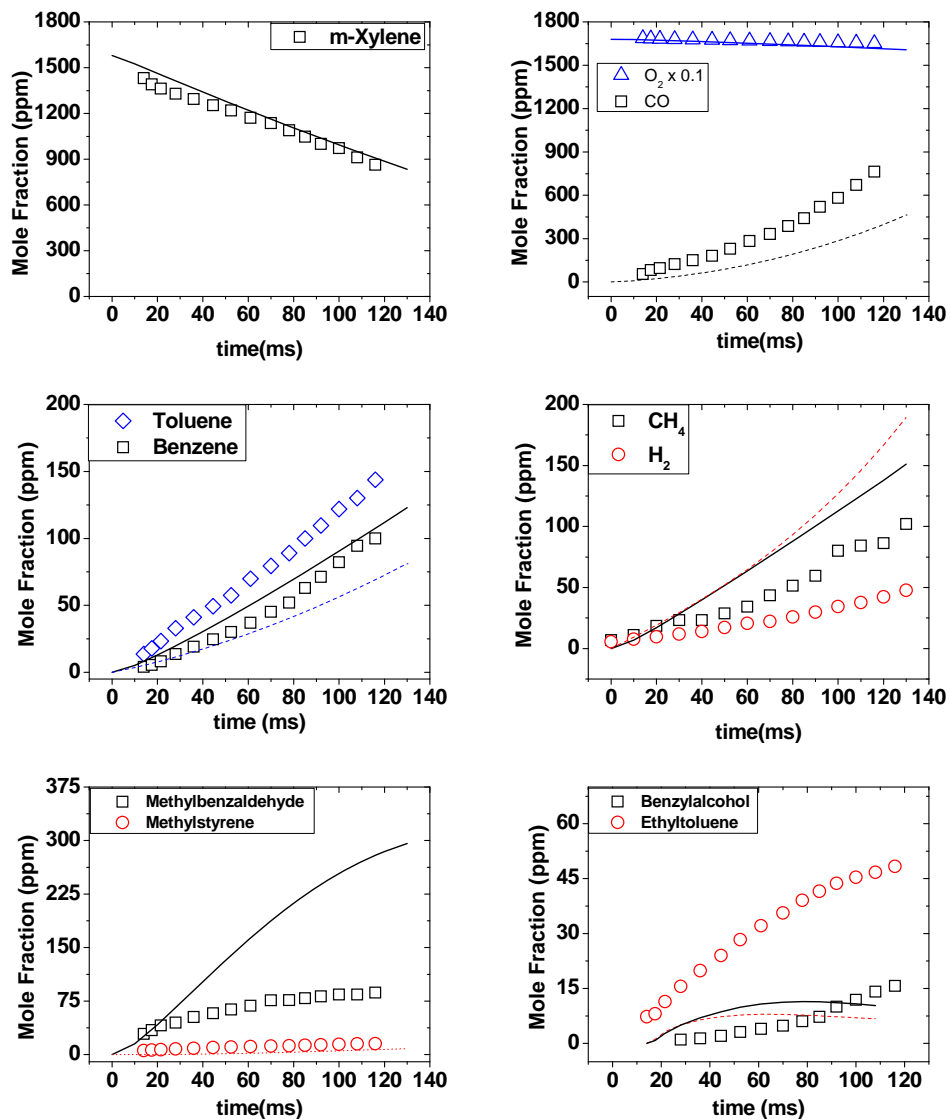 1800
1500
1200
900
600
300
0
Mole Fraction (ppm)
m-Xylene
0 20 40 60 80 100 120 140
time(ms)
1800
1500
1200
900
600
300
0
Mole Fraction (ppm)
O2 x 0.1
CO
0 20 40 60 80 100 120 140
time(ms)
200
150
100
50
0
Mole Fraction (ppm)
Toluene
Benzene
0 20 40 60 80 100 120 140
time (ms)
200
150
100
50
0
Mole Fraction (ppm)
CH4
H2
0 20 40 60 80 100 120 140
time(ms)
375
300
225
150
75
0
Mole Fraction (ppm)
Methylbenzaldehyde
Methylstyrene
0 20 40 60 80 100 120 140
time(ms)
60
45
30
15
0
Mole Fraction (ppm)
Benzylalcohol
Ethyltoluene
0 20 40 60 80 100 120
time(ms)